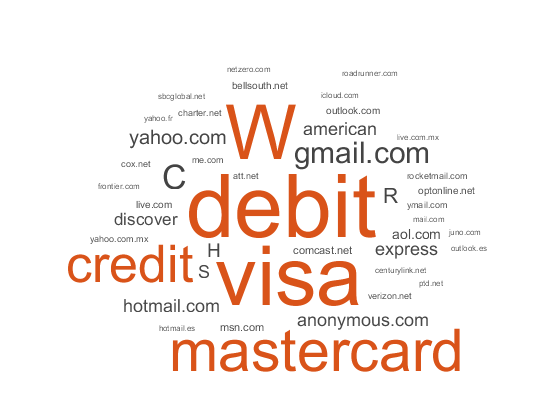 netzero.com
roadrunner.com
bellsouth.net
sbcglobal.net
icloud.com
yahoo.fr
charter.net
W
outlook.com
american
yahoo.com
live.com.mx
gmail.com
cox.net
me.com
C
att.net
rocketmail.com
frontier.com
debit
R
optonline.net
live.com
ymail.com
discover
mail.com
aol.com
juno.com
yahoo.com.mx
H
comcast.net
express
outlook.es
credit
S
visa
centurylink.net
ptd.net
hotmail.com
verizon.net
hotmail.es
msn.com
anonymous.com
mastercard